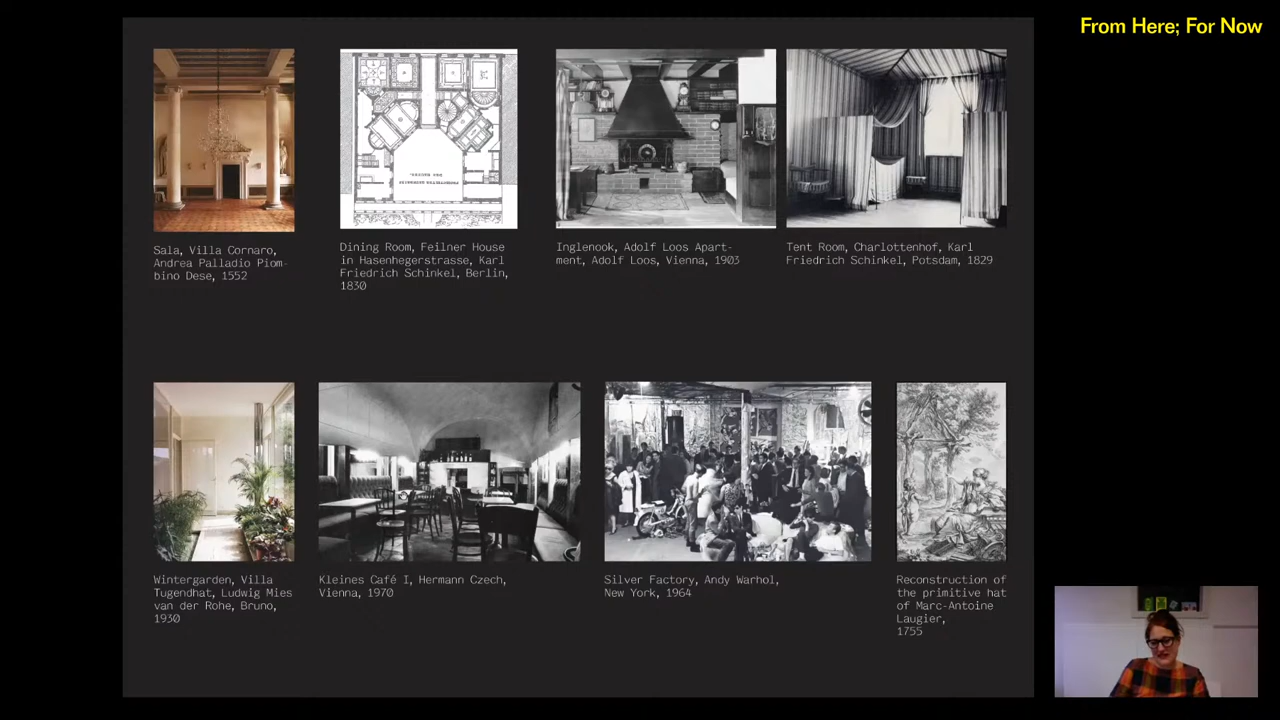 From Here; For Now
Sala, Villa Cornaro,
Andrea Palladio Piom-
bino Dese, 1552
Dining Room, Feilner House
in Hasenhegerstrasse, Karl
Friedrich Schinkel, Berlin,
1830
Inglenook, Adolf Loos Apart-
ment, Adolf Loos, Vienna, 1903
Tent Room, Charlottenhof, Karl
Friedrich Schinkel, Potsdam, 1829
Wintergarden, Villa
Tugendhat, Ludwig Mies
van der Rohe, Bruno,
1930
Kleines Café I, Hermann Czech,
Vienna, 1970
Silver Factory, Andy Warhol,
New York, 1964
Reconstruction of
the primitive hat
of Marc-Antoine
Laugier,
1755